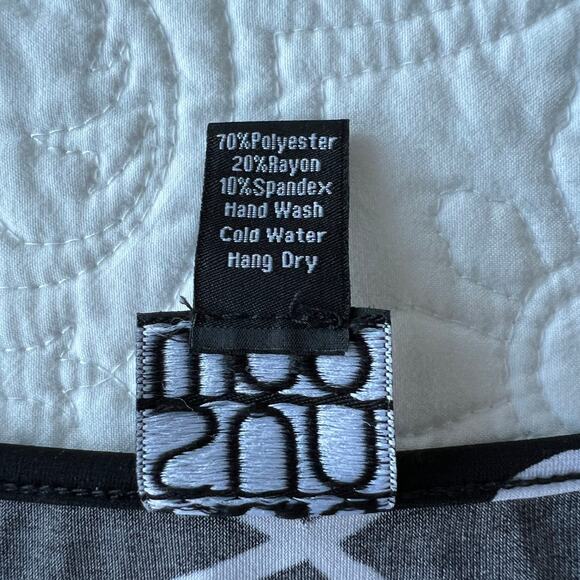 70%Polyester
20%Rayon
10%Spandex
Hand Wash
Cold Water
Hang Dry